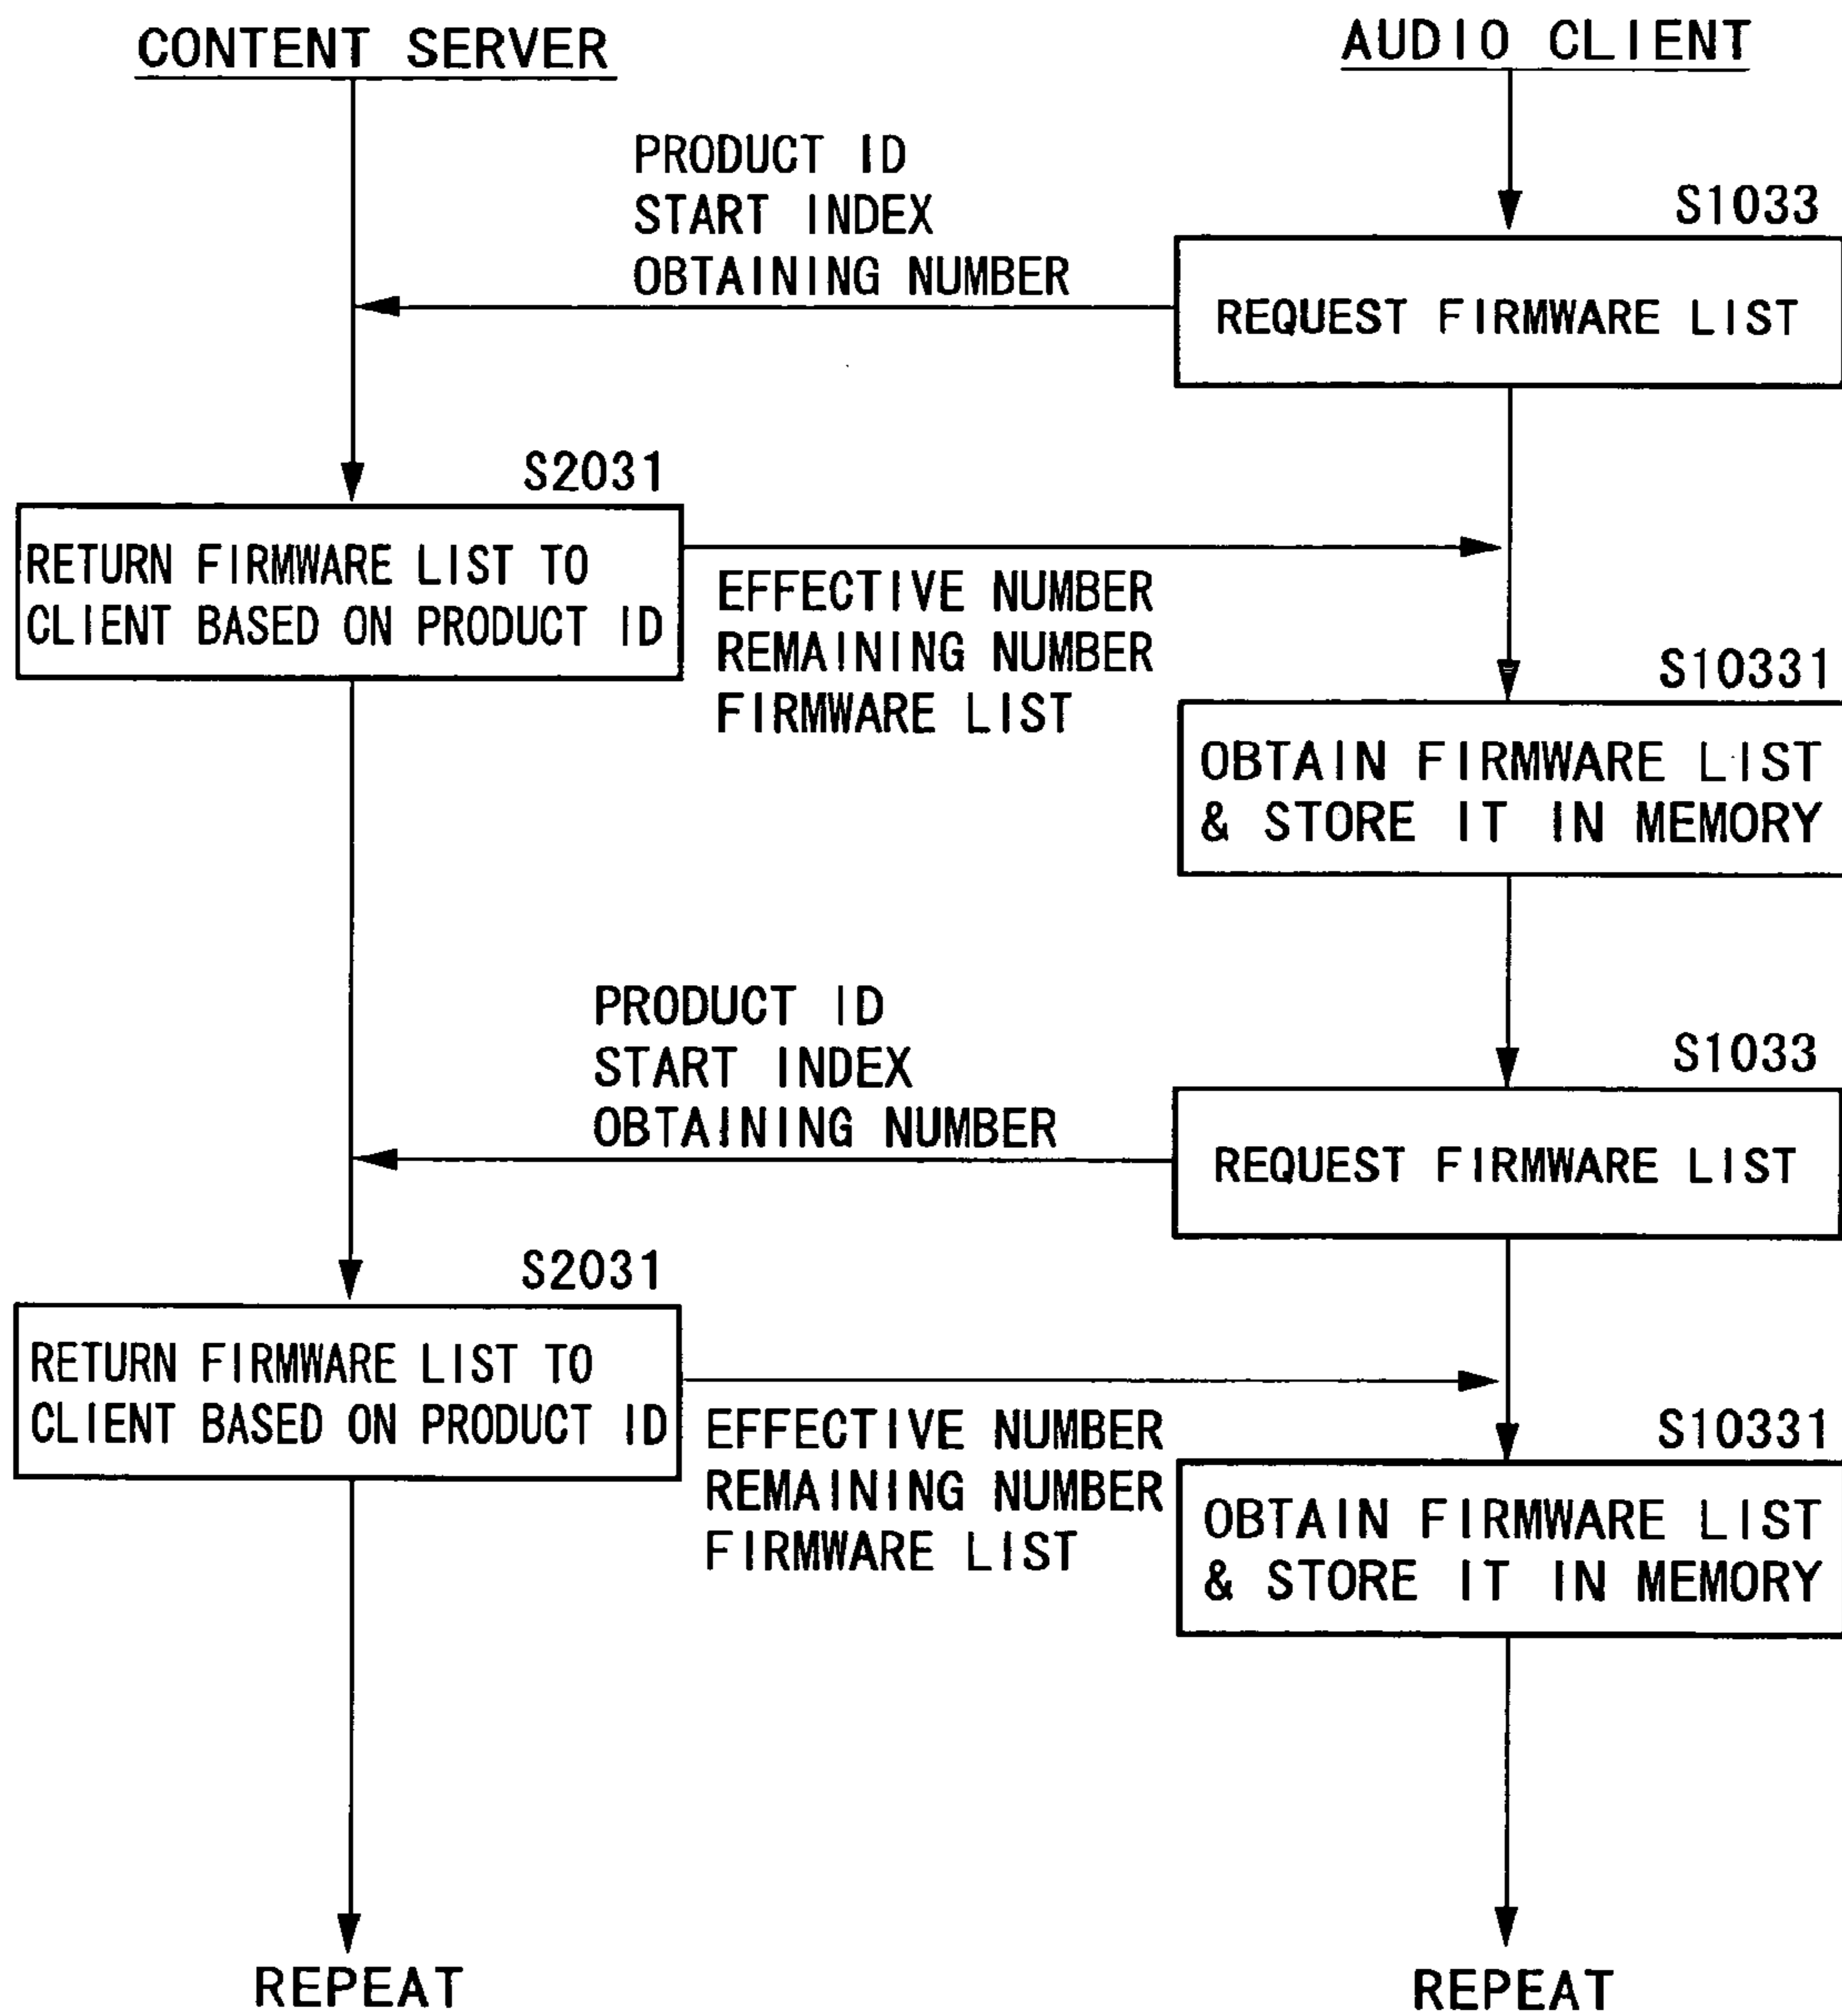 CONTENT SERVER
AUDIO CLIENT
PRODUCT ID
START INDEX
OBTAINING NUMBER
S1033
REQUEST FIRMWARE LIST
S2031
RETURN FIRMWARE LIST TO
CLIENT BASED ON PRODUCT ID
EFFECTIVE NUMBER
REMAINING NUMBER
FIRMWARE LIST
S10331
OBTAIN FIRMWARE LIST
& STORE IT IN MEMORY
PRODUCT ID
START INDEX
OBTAINING NUMBER
S1033
REQUEST FIRMWARE LIST
S2031
RETURN FIRMWARE LIST TO
CLIENT BASED ON PRODUCT ID
EFFECTIVE NUMBER
REMAINING NUMBER
FIRMWARE LIST
S10331
OBTAIN FIRMWARE LIST
& STORE IT IN MEMORY
REPEAT
REPEAT